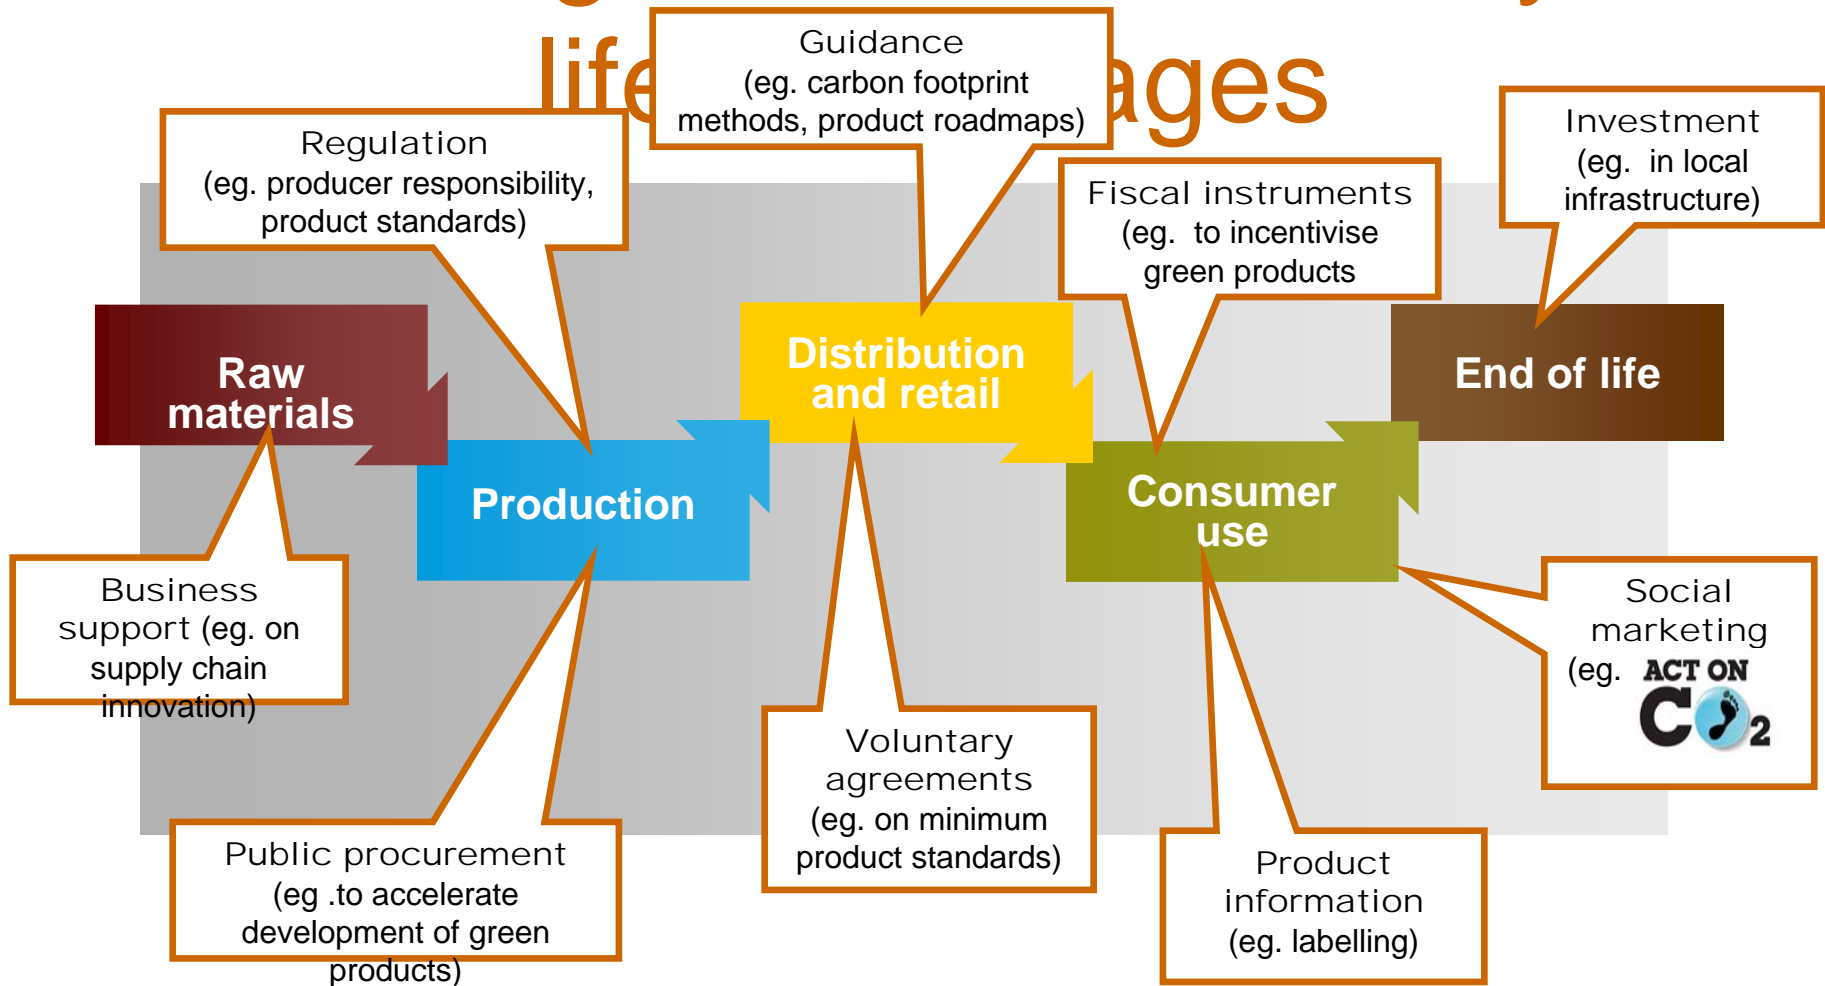 Guidance
(eg. carbon footprint
methods, product roadmaps)
Regulation
(eg. producer responsibility,
product standards)
Fiscal instruments
(eg. to incentivise
green products
Investment
(eg. in local
infrastructure)
Raw
materials
Production
Distribution
and retail
Consumer
use
End of life
Business
support (eg. on
supply chain
innovation)
Public procurement
(eg .to accelerate
development of green
products)
Voluntary
agreements
(eg. on minimum
product standards)
Product
information
(eg. labelling)
Social
marketing
(eg. ACT ON
CO2